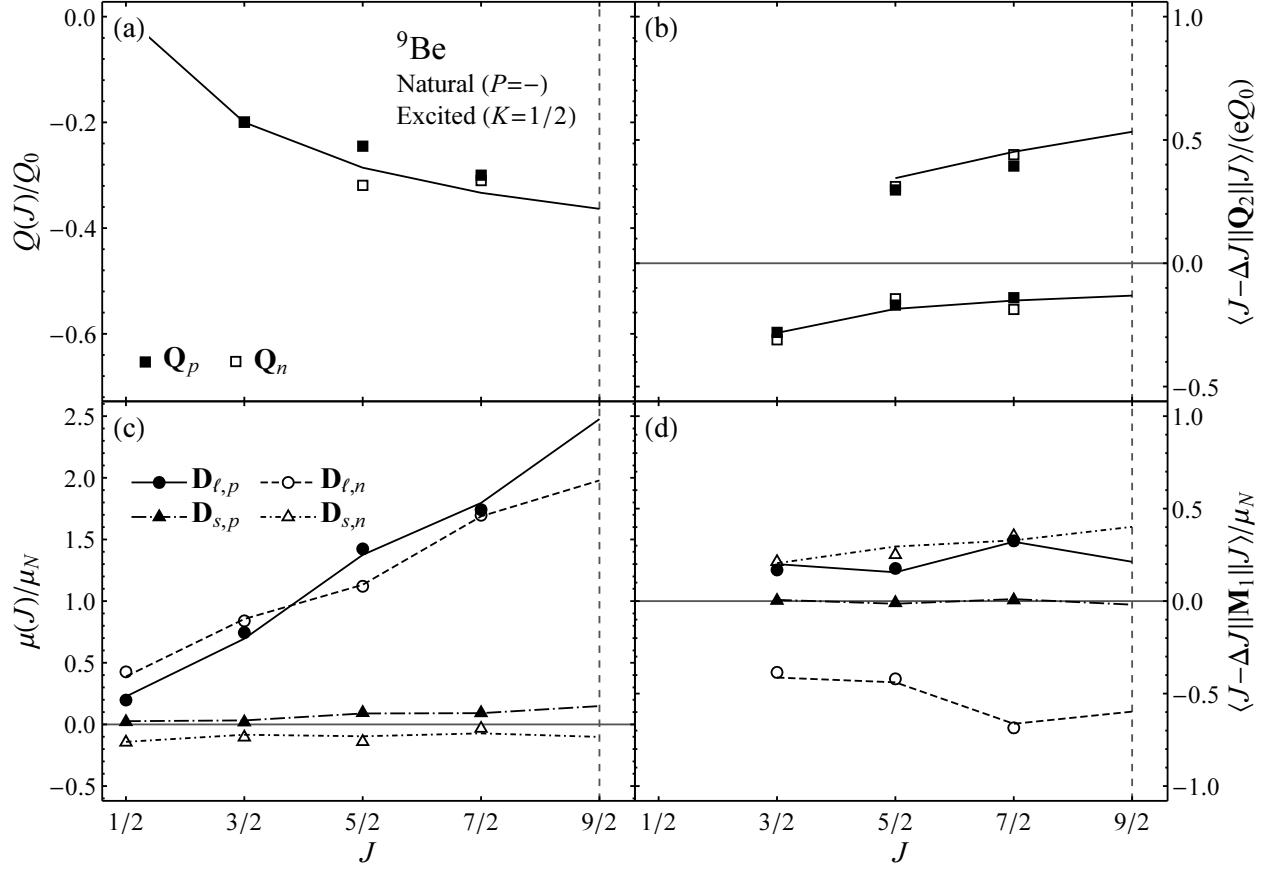 (a)
⁹Be
Natural (P=−)
Excited (K=1/2)
0.0
−0.2
−0.4
−0.6
Q(J)/Q₀
Q_p Q_n
(b)
1.0
0.5
0.0
−0.5
⟨J−ΔJ||Q₂||J⟩/(eQ₀)
(c)
D_ℓ,p D_ℓ,n
D_s,p D_s,n
2.5
2.0
1.5
1.0
0.5
0.0
−0.5
μ(J)/μ_N
1/2 3/2 5/2 7/2 9/2
J
(d)
1.0
0.5
0.0
−0.5
−1.0
⟨J−ΔJ||M₁||J⟩/μ_N
1/2 3/2 5/2 7/2 9/2
J